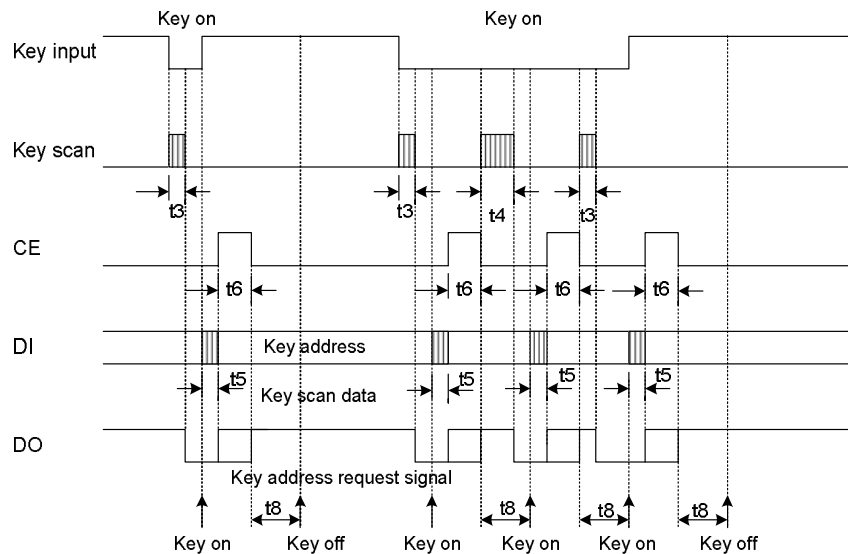 Key on
Key on
Key input
Key scan
t3
t3
t4
t3
CE
t6
t6
t6
t6
DI
Key address
t5
t5
t5
t5
Key scan data
DO
Key address request signal
t8
t8
t8
t8
Key on
Key off
Key on
Key on
Key on
Key off